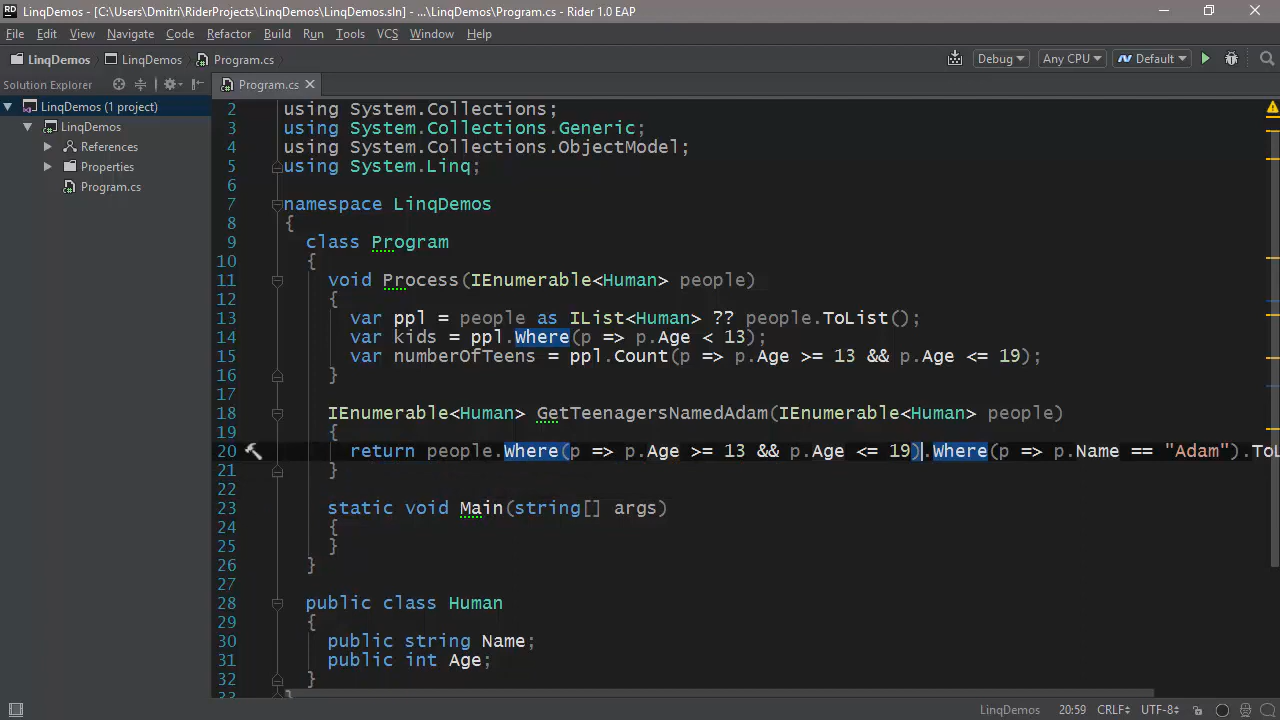 LinqDemos - [C:\Users\Dmitri\RiderProjects\LinqDemos\LinqDemos.sln] - ...\LinqDemos\Program.cs - Rider 1.0 EAP
File Edit View Navigate Code Refactor Build Run Tools VCS Window Help
LinqDemos LinqDemos Program.cs Debug Any CPU Default
Solution Explorer Program.cs
LinqDemos (1 project)
LinqDemos
References
Properties
Program.cs
2 using System.Collections;
3 using System.Collections.Generic;
4 using System.Collections.ObjectModel;
5 using System.Linq;
6
7 namespace LinqDemos
8 {
9 class Program
10 {
11 void Process(IEnumerable<Human> people)
12 {
13 var ppl = people as IList<Human> ?? people.ToList();
14 var kids = ppl.Where(p => p.Age < 13);
15 var numberOfTeens = ppl.Count(p => p.Age >= 13 && p.Age <= 19);
16 }
17
18 IEnumerable<Human> GetTeenagersNamedAdam(IEnumerable<Human> people)
19 {
20 return people.Where(p => p.Age >= 13 && p.Age <= 19).Where(p => p.Name == "Adam").ToL
21 }
22
23 static void Main(string[] args)
24 {
25 }
26 }
27
28 public class Human
29 {
30 public string Name;
31 public int Age;
32 }
33 }
LinqDemos 20:59 CRLF UTF-8